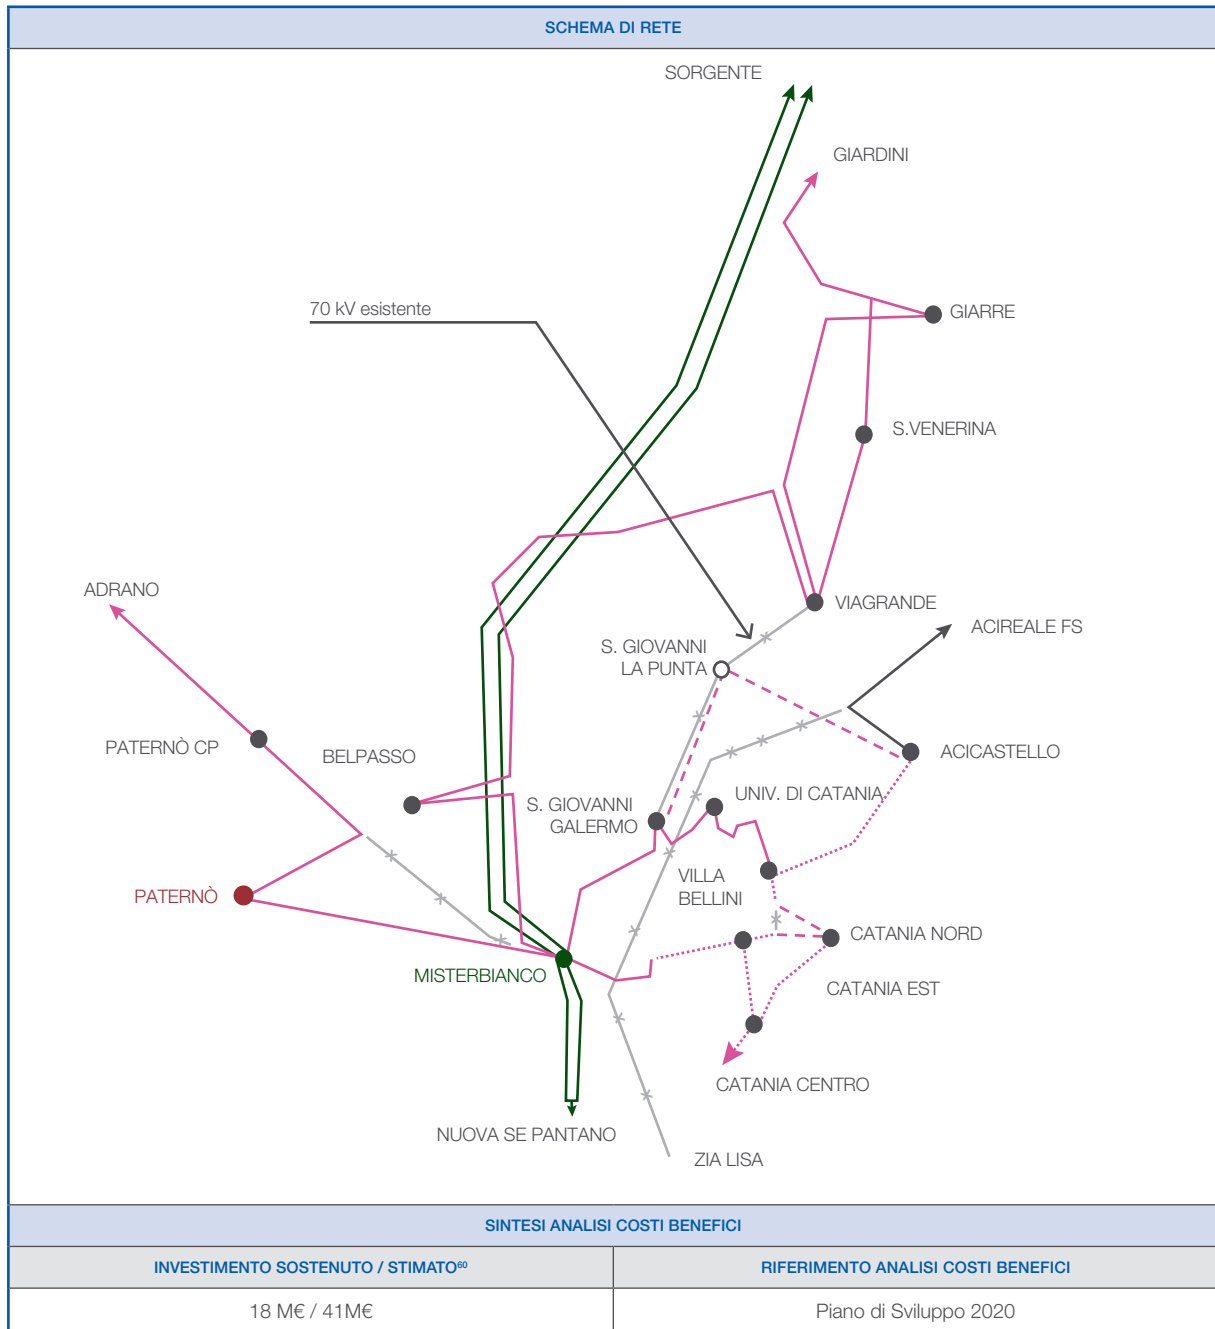 SCHEMA DI RETE
SORGENTE
GIARDINI
70 kV esistente
GIARRE
S.VENERINA
ADRANO
VIAGRANDE
ACIREALE FS
S. GIOVANNI
LA PUNTA
PATERNÒ CP
BELPASSO
ACICASTELLO
UNIV. DI CATANIA
S. GIOVANNI
GALERMO
VILLA
BELLINI
PATERNÒ
CATANIA NORD
MISTERBIANCO
CATANIA EST
CATANIA CENTRO
NUOVA SE PANTANO
ZIA LISA
SINTESI ANALISI COSTI BENEFICI
INVESTIMENTO SOSTENUTO / STIMATO⁶⁰
RIFERIMENTO ANALISI COSTI BENEFICI
18 M€ / 41M€
Piano di Sviluppo 2020